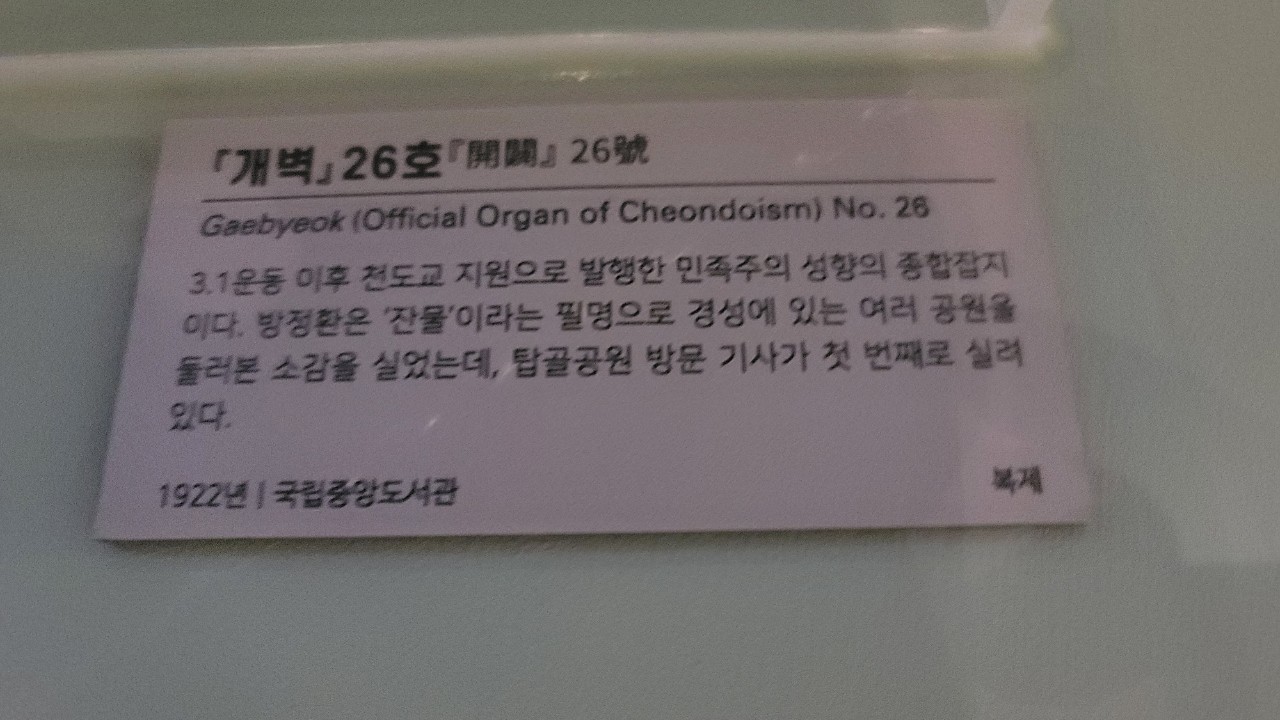 「개벽」26호『開闢』 26號
Gaebyeok (Official Organ of Cheondoism) No. 26
3.1운동 이후 천도교 지원으로 발행한 민족주의 성향의 종합잡지
이다. 방정환은 '잔물'이라는 필명으로 경성에 있는 여러 공원을
둘러본 소감을 실었는데, 탑골공원 방문 기사가 첫 번째로 실려
있다.
1922년 | 국립중앙도서관
복제